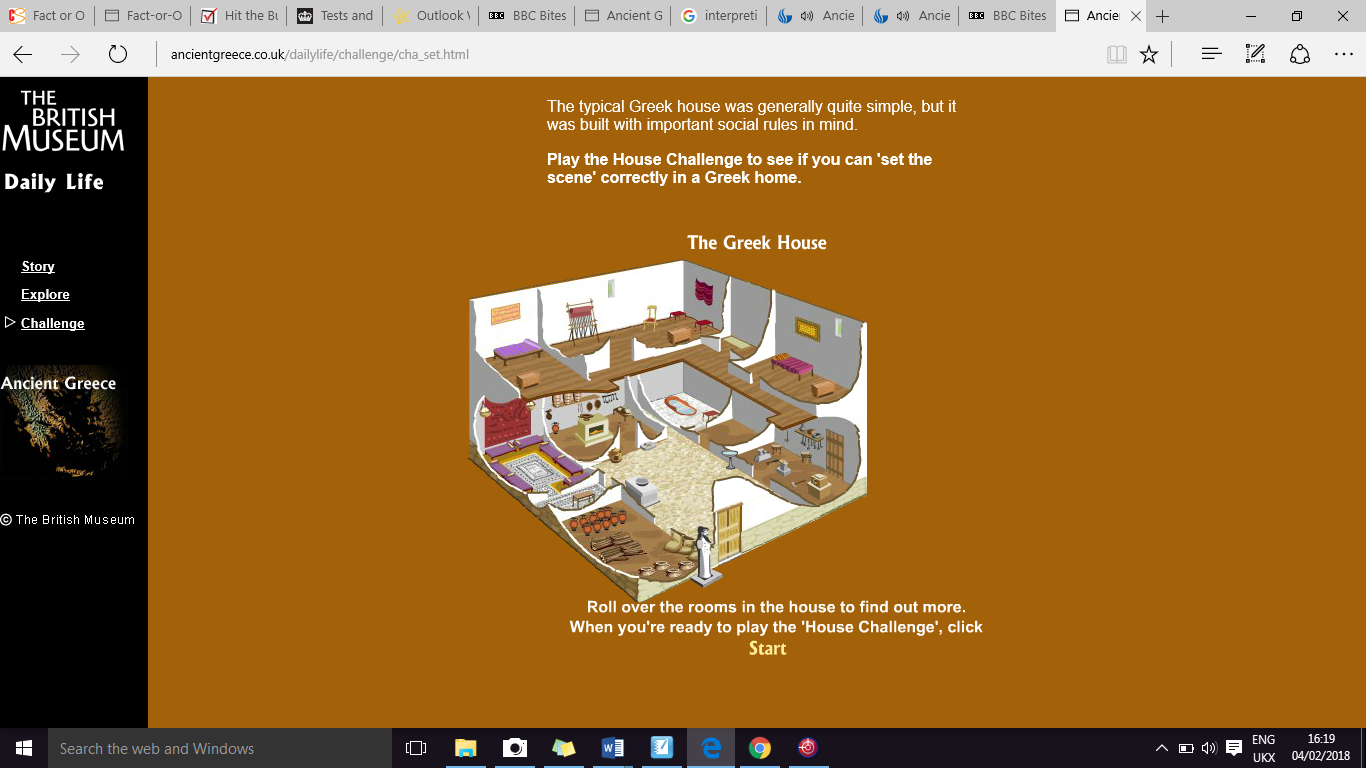 Fact or O
Fact-or-O
Hit the Bu
Tests and
Outlook
BBC Bites
Ancient G
interpreti
Ancie
Ancie
BBC Bites
Ancie
ancientgreece.co.uk/dailylife/challenge/cha_set.html
THE
BRITISH
MUSEUM
Daily Life
Story
Explore
Challenge
Ancient Greece
© The British Museum
The typical Greek house was generally quite simple, but it
was built with important social rules in mind.
Play the House Challenge to see if you can 'set the
scene' correctly in a Greek home.
The Greek House
Roll over the rooms in the house to find out more.
When you're ready to play the 'House Challenge', click
Start
Search the web and Windows
ENG
UKX
16:19
04/02/2018